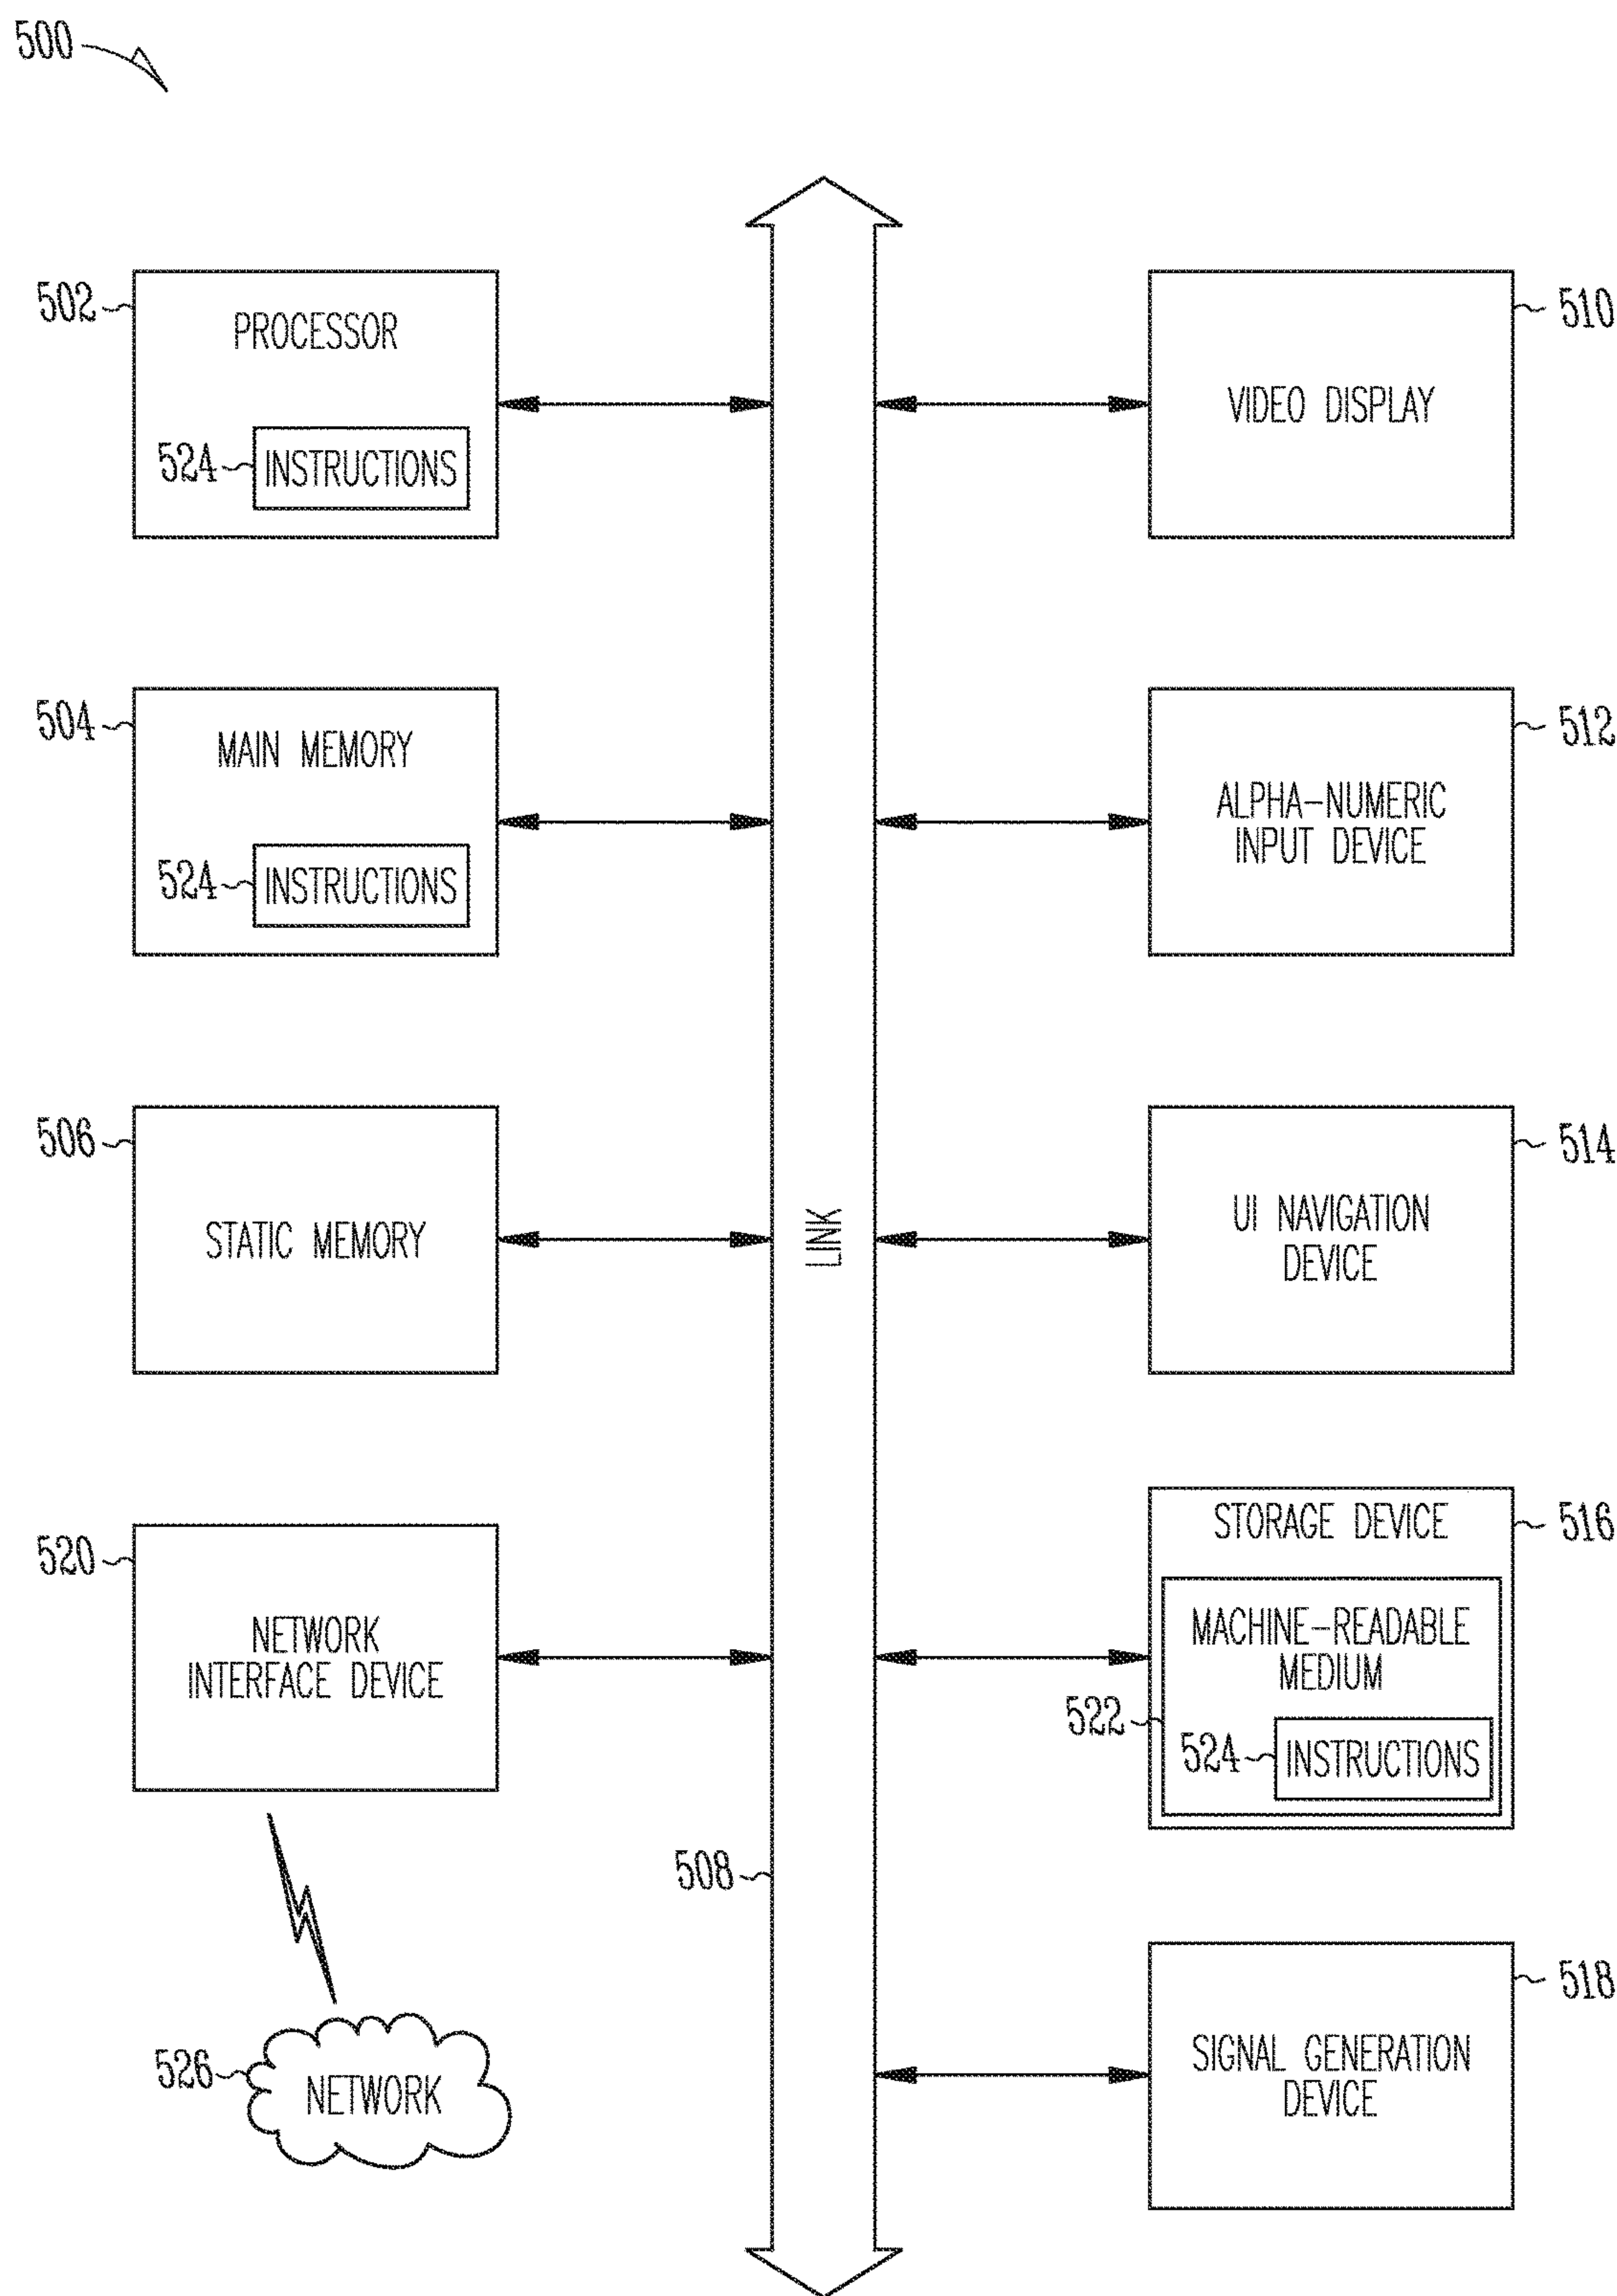 500
502
PROCESSOR
524
INSTRUCTIONS
504
MAIN MEMORY
524
INSTRUCTIONS
506
STATIC MEMORY
520
NETWORK
INTERFACE DEVICE
526
NETWORK
LINK
508
510
VIDEO DISPLAY
512
ALPHA-NUMERIC
INPUT DEVICE
514
UI NAVIGATION
DEVICE
516
STORAGE DEVICE
MACHINE-READABLE
MEDIUM
522
524
INSTRUCTIONS
518
SIGNAL GENERATION
DEVICE